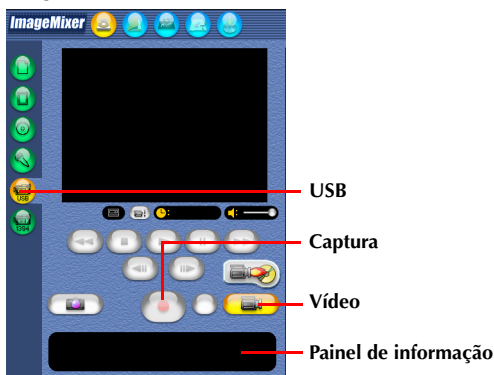 ImageMixer
USB
1394
USB
Captura
Vídeo
Painel de informação